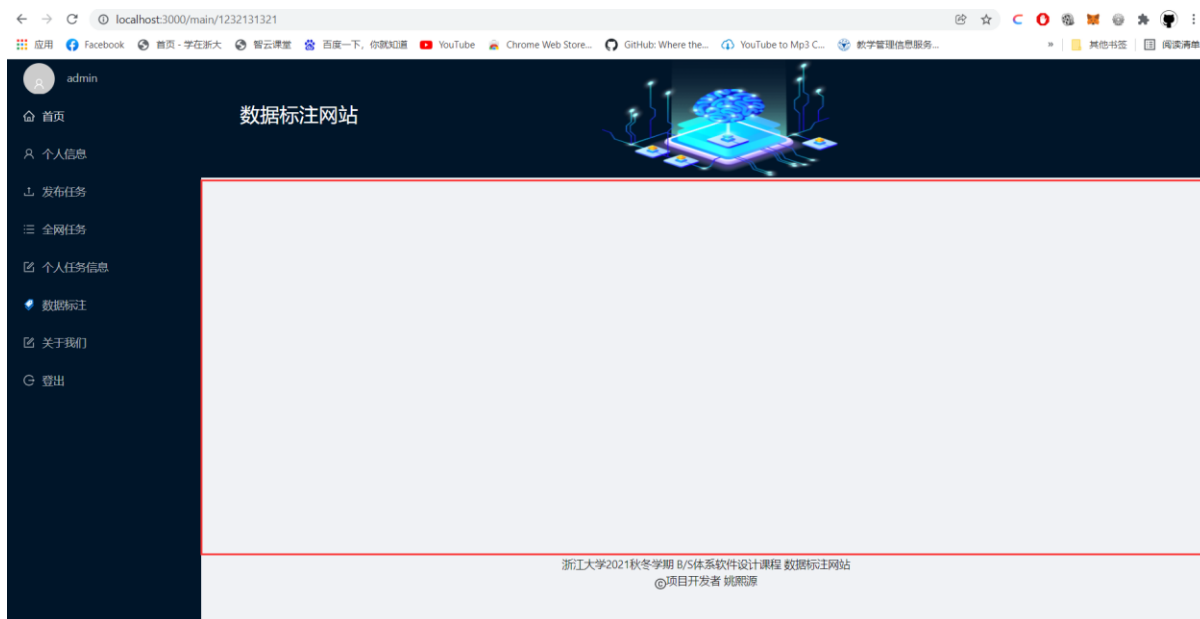 localhost:3000/main/1232131321
应用 Facebook 首页 - 学在浙大 智云课堂 百度一下，你就知道 YouTube Chrome Web Store... GitHub: Where the... YouTube to Mp3 C... 教学管理信息服务... » 其他书签 阅读清单
admin
首页
数据标注网站
个人信息
发布任务
全网任务
个人任务信息
数据标注
关于我们
登出
浙江大学2021秋冬学期 B/S体系软件设计课程 数据标注网站
©项目开发者 姚熙源